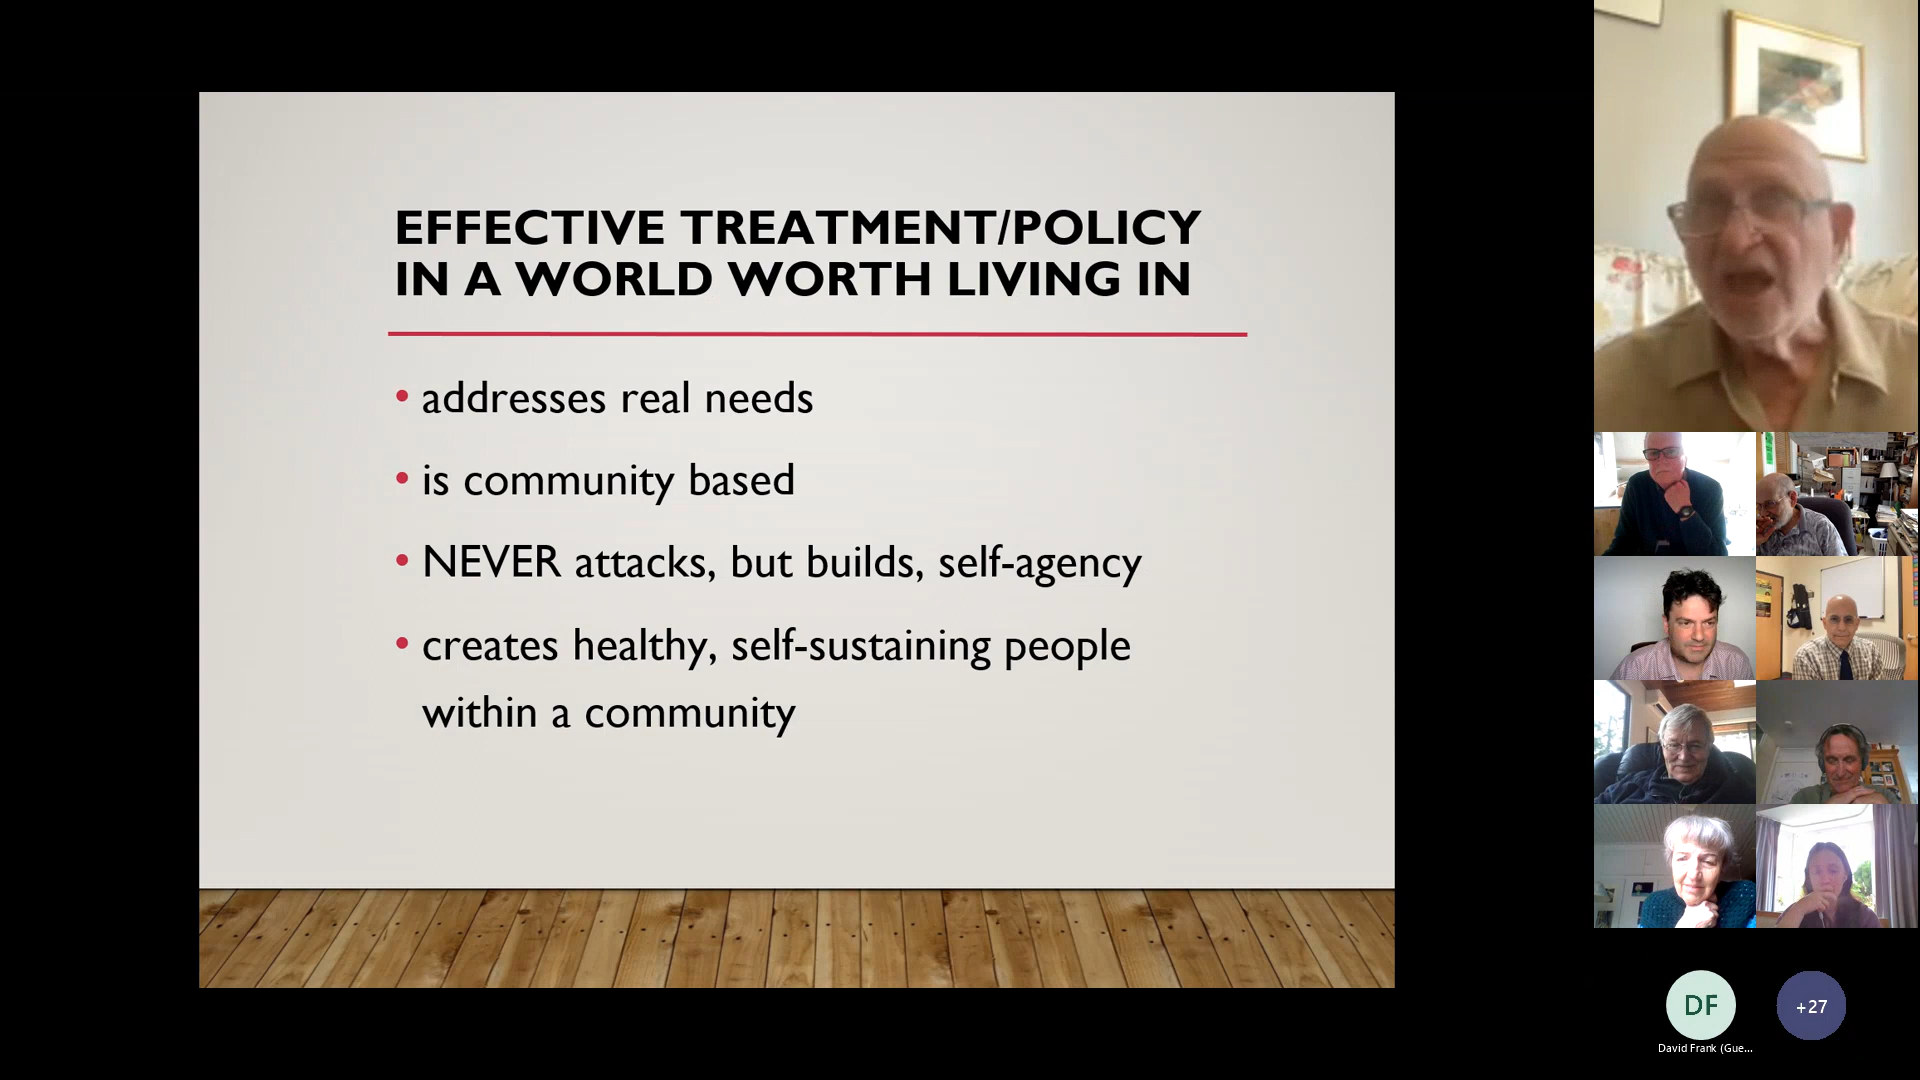 EFFECTIVE TREATMENT/POLICY
IN A WORLD WORTH LIVING IN
• addresses real needs
• is community based
• NEVER attacks, but builds, self-agency
• creates healthy, self-sustaining people
within a community
DF
+27
David Frank (Gue...